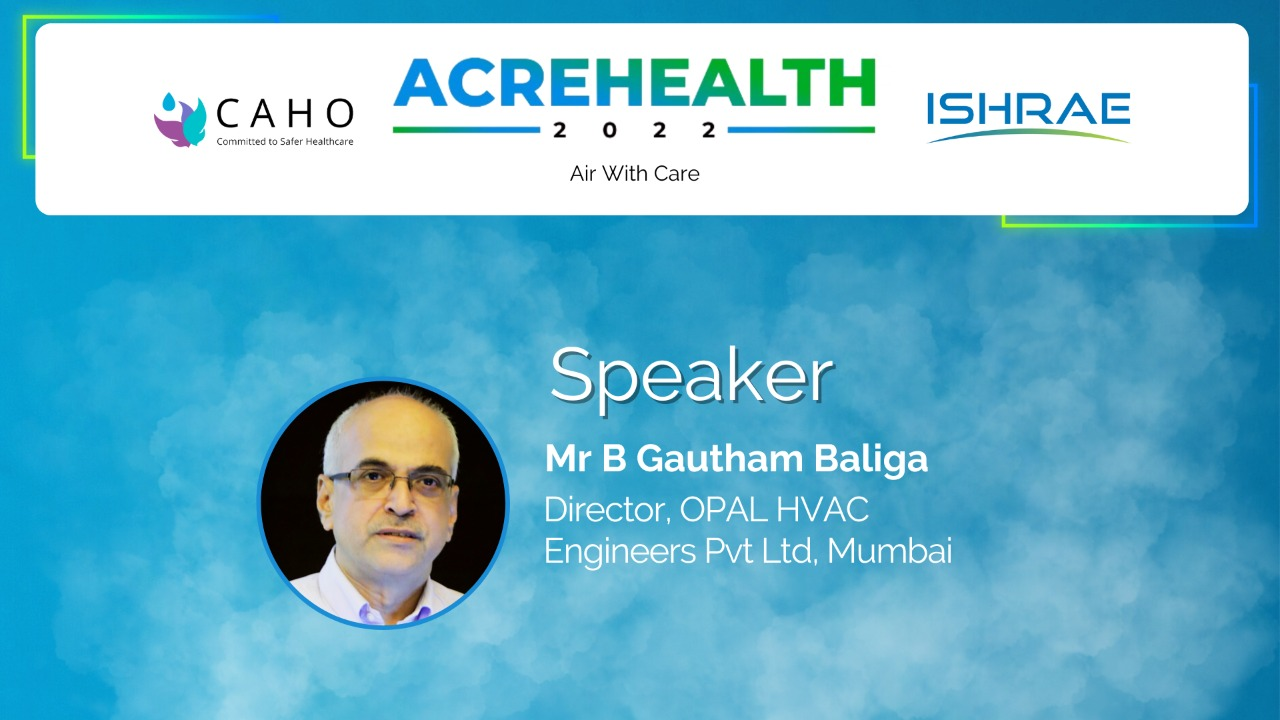 CAHO
Committed to Safer Healthcare
ACREHEALTH
2022
Air With Care
ISHRAE
Speaker
Mr B Gautham Baliga
Director, OPAL HVAC
Engineers Pvt Ltd, Mumbai